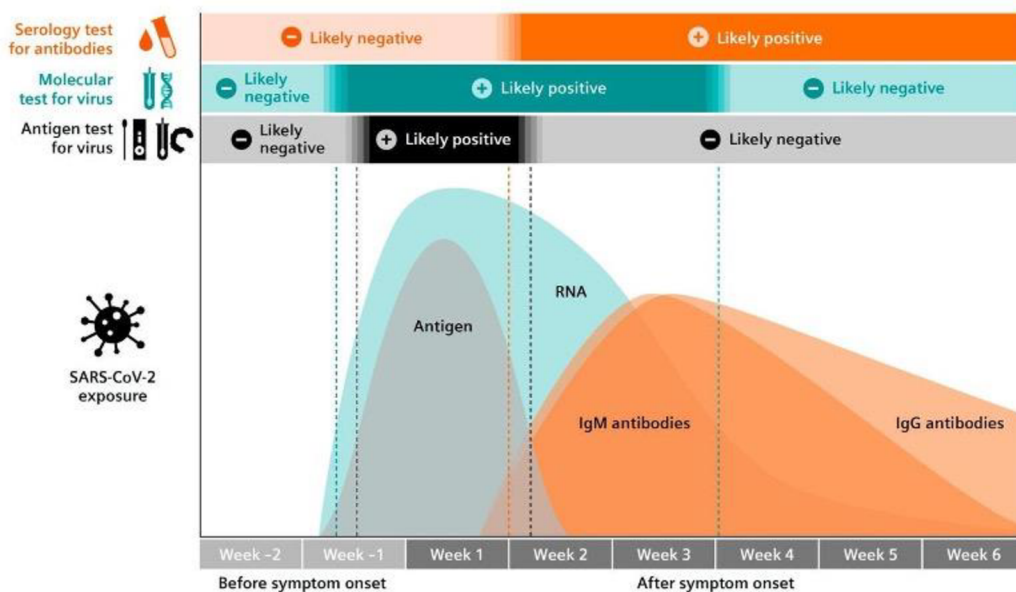 Serology test
for antibodies
Likely negative
Likely positive
Molecular
test for virus
Likely
negative
Likely positive
Likely negative
Antigen test
for virus
Likely
negative
Likely positive
Likely negative
RNA
Antigen
SARS-CoV-2
exposure
IgM antibodies
IgG antibodies
Week –2
Week –1
Week 1
Week 2
Week 3
Week 4
Week 5
Week 6
Before symptom onset
After symptom onset